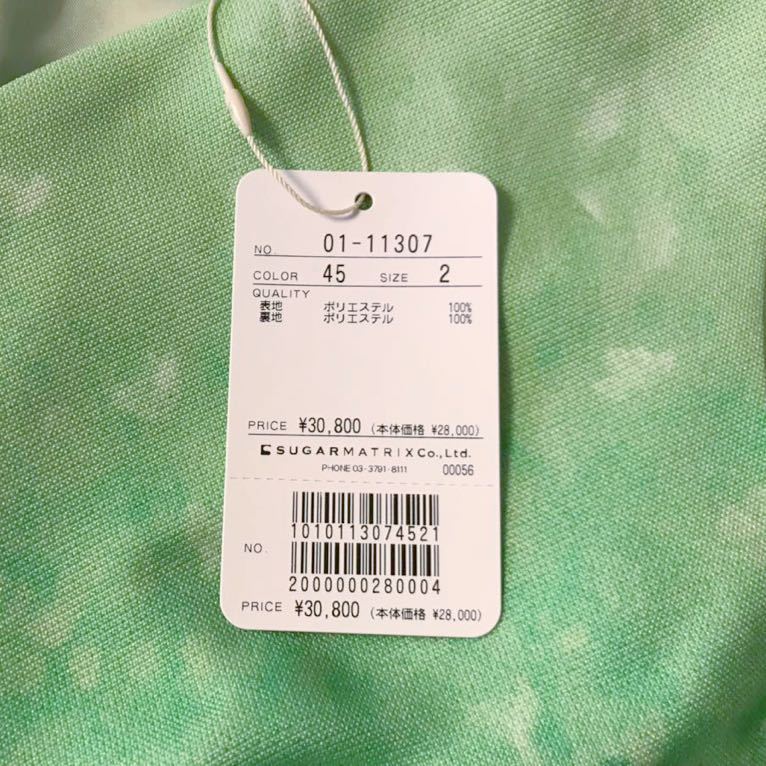 NO. 01-11307
COLOR 45 SIZE 2
QUALITY
表地 ポリエステル 100%
裏地 ポリエステル 100%
PRICE ¥30,800 (本体価格 ¥28,000)
SUGARMATRIX Co., Ltd.
PHONE 03-3791-8111 00056
1010113074521
NO.
2000000280004
PRICE ¥30,800 (本体価格 ¥28,000)